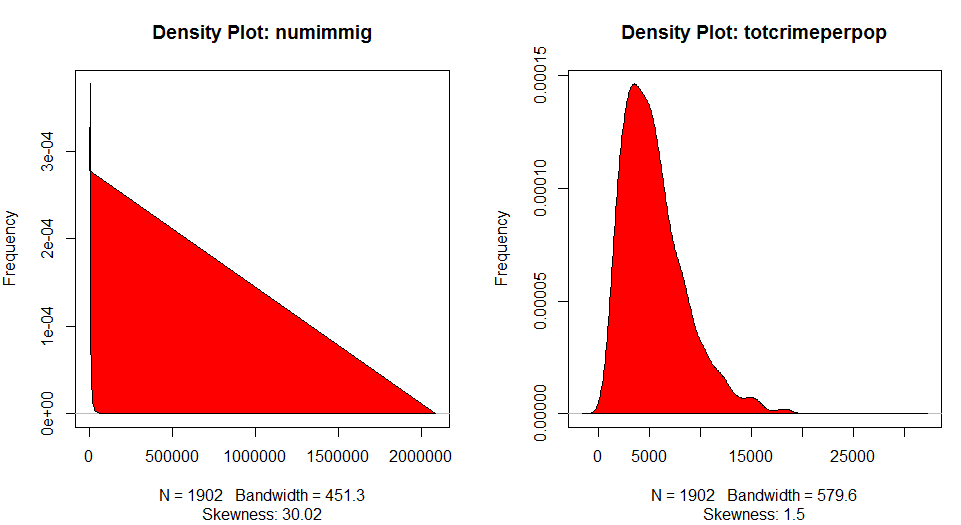 Density Plot: numimmig
Frequency
3e-04
2e-04
1e-04
0e+00
0 500000 1000000 1500000 2000000
N = 1902 Bandwidth = 451.3
Skewness: 30.02
Density Plot: totcrimeperpop
Frequency
0.00015
0.00010
0.00005
0.00000
0 5000 15000 25000
N = 1902 Bandwidth = 579.6
Skewness: 1.5